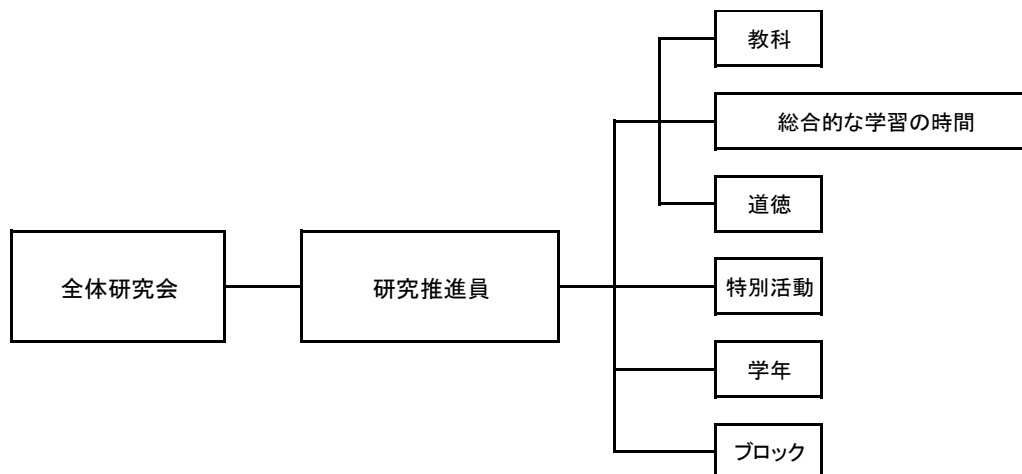 教科
総合的な学習の時間
道徳
全体研究会
研究推進員
特別活動
学年
ブロック